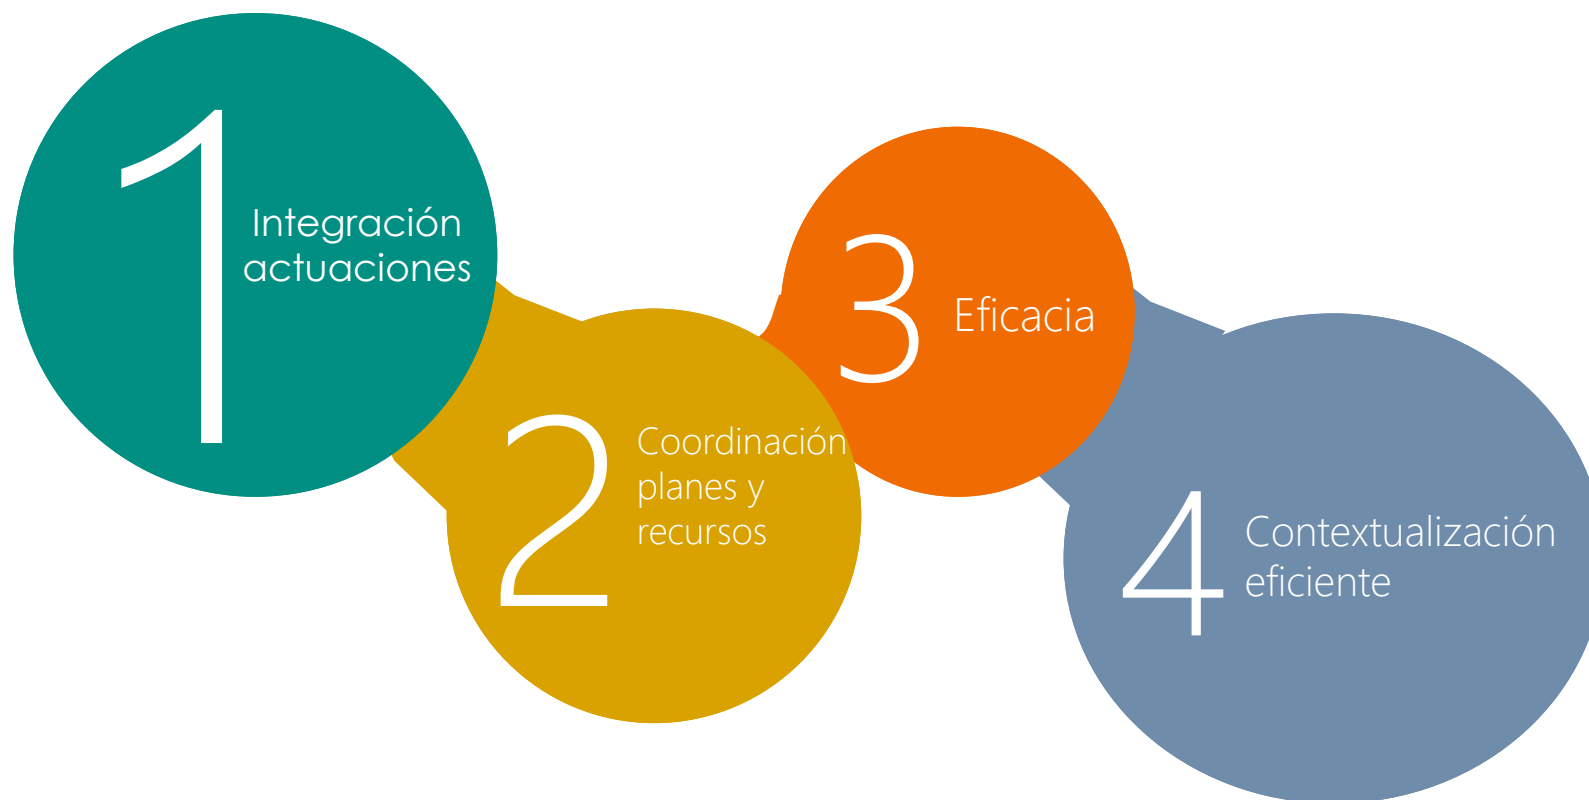 1
Integración
actuaciones
2
Coordinación
planes y
recursos
3
Eficacia
4
Contextualización
eficiente